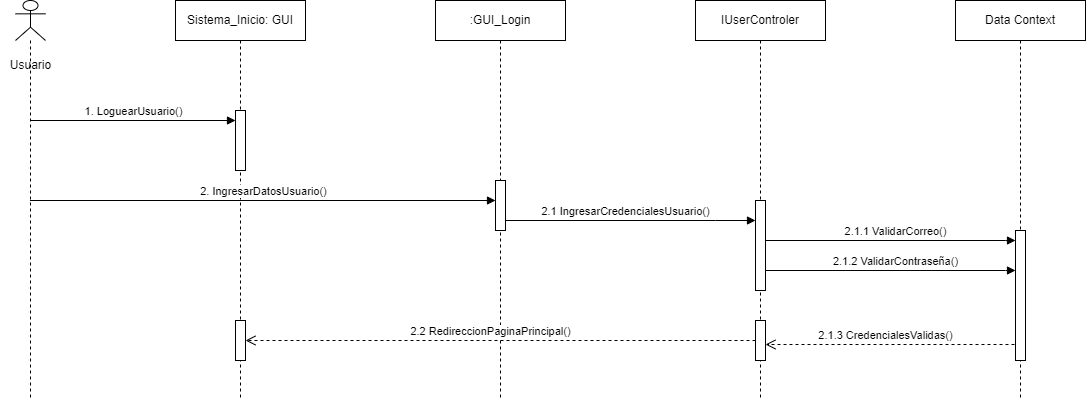 Sistema_Inicio: GUI
:GUI_Login
IUserControler
Data Context
Usuario
1. LoguearUsuario()
2. IngresarDatosUsuario()
2.1 IngresarCredencialesUsuario()
2.1.1 ValidarCorreo()
2.1.2 ValidarContraseña()
2.2 RedireccionPaginaPrincipal()
2.1.3 CredencialesValidas()